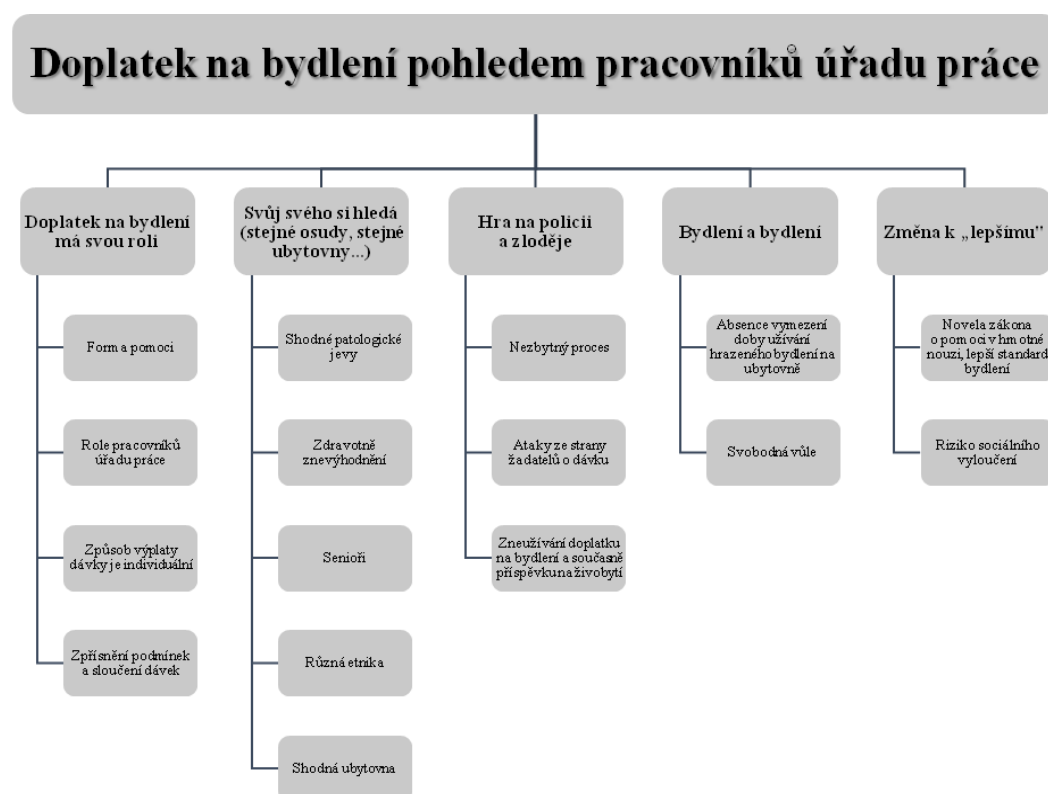 Doplatek na bydlení pohledem pracovníků úřadu práce
Doplatek na bydlení
má svou roli
Forma pomoci
Role pracovníků
úřadu práce
Způsob výplaty
dávky je individuální
Zpřísnění podmínek
a sloučení dávek
Svůj svého si hledá
(stejné osudy, stejné
ubytovny...)
Shodné patologické
jevy
Zdravotně
znevýhodnění
Senioři
Různá etnika
Shodná ubytovna
Hra na policii
a zloděje
Nezbytný proces
Ataky ze strany
žadatelů o dávku
Zneužívání doplatku
na bydlení a současně
příspěvku na živobytí
Bydlení a bydlení
Absence vymezení
doby užívání
hrazeného bydlení na
ubytovně
Svobodná vůle
Změna k „lepšímu”
Novela zákona
o pomoci v hmotné
nouzi, lepší standard
bydlení
Riziko sociálního
vyloučení